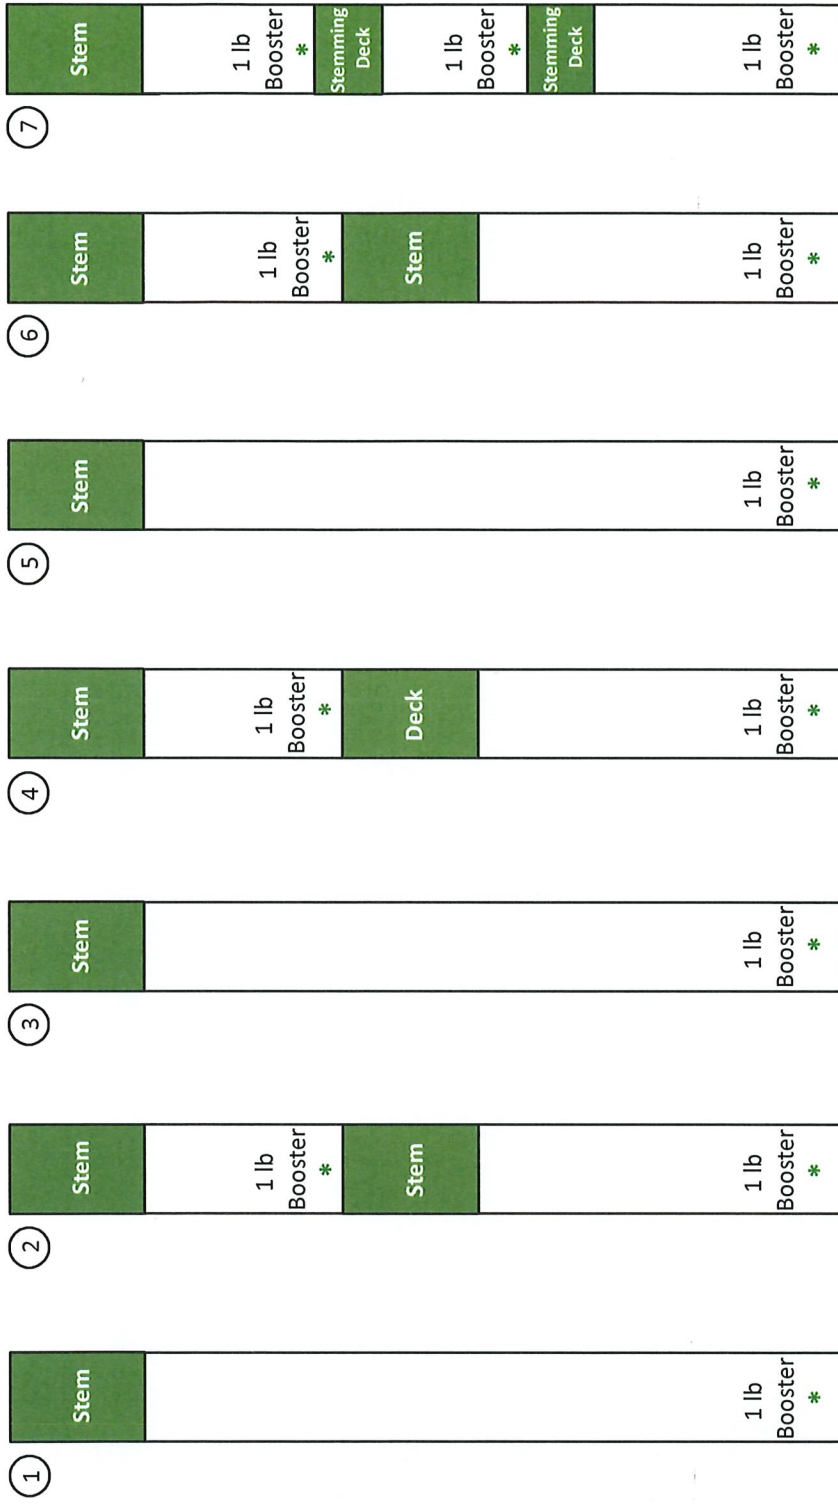 1
Stem
1 lb
Booster
*
2
Stem
1 lb
Booster
*
Stem
1 lb
Booster
*
3
Stem
1 lb
Booster
*
4
Stem
1 lb
Booster
*
Deck
1 lb
Booster
*
5
Stem
1 lb
Booster
*
6
Stem
1 lb
Booster
*
Stem
1 lb
Booster
*
7
Stem
1 lb
Booster
*
Stemming
Deck
1 lb
Booster
*
Stemming
Deck
1 lb
Booster
*